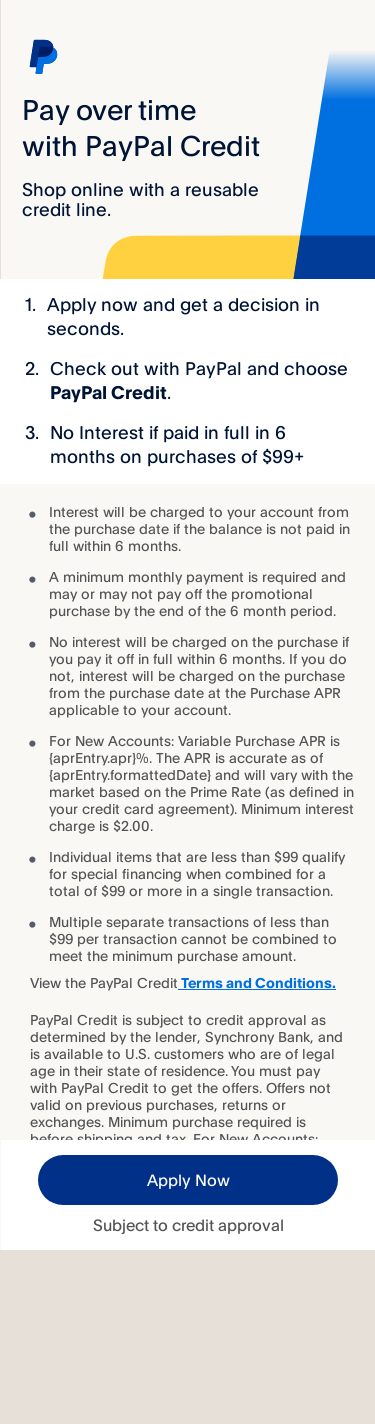 Pay over time
with PayPal Credit
Shop online with a reusable
credit line.
1. Apply now and get a decision in
seconds.
2. Check out with PayPal and choose
PayPal Credit.
3. No Interest if paid in full in 6
months on purchases of $99+
Interest will be charged to your account from
the purchase date if the balance is not paid in
full within 6 months.
A minimum monthly payment is required and
may or may not pay off the promotional
purchase by the end of the 6 month period.
No interest will be charged on the purchase if
you pay it off in full within 6 months. If you do
not, interest will be charged on the purchase
from the purchase date at the Purchase APR
applicable to your account.
For New Accounts: Variable Purchase APR is
{aprEntry.apr}%. The APR is accurate as of
{aprEntry.formattedDate} and will vary with the
market based on the Prime Rate (as defined in
your credit card agreement). Minimum interest
charge is $2.00.
Individual items that are less than $99 qualify
for special financing when combined for a
total of $99 or more in a single transaction.
Multiple separate transactions of less than
$99 per transaction cannot be combined to
meet the minimum purchase amount.
View the PayPal Credit Terms and Conditions.
PayPal Credit is subject to credit approval as
determined by the lender, Synchrony Bank, and
is available to U.S. customers who are of legal
age in their state of residence. You must pay
with PayPal Credit to get the offers. Offers not
valid on previous purchases, returns or
exchanges. Minimum purchase required is
before shipping and tax. For New Accounts:
Apply Now
Subject to credit approval